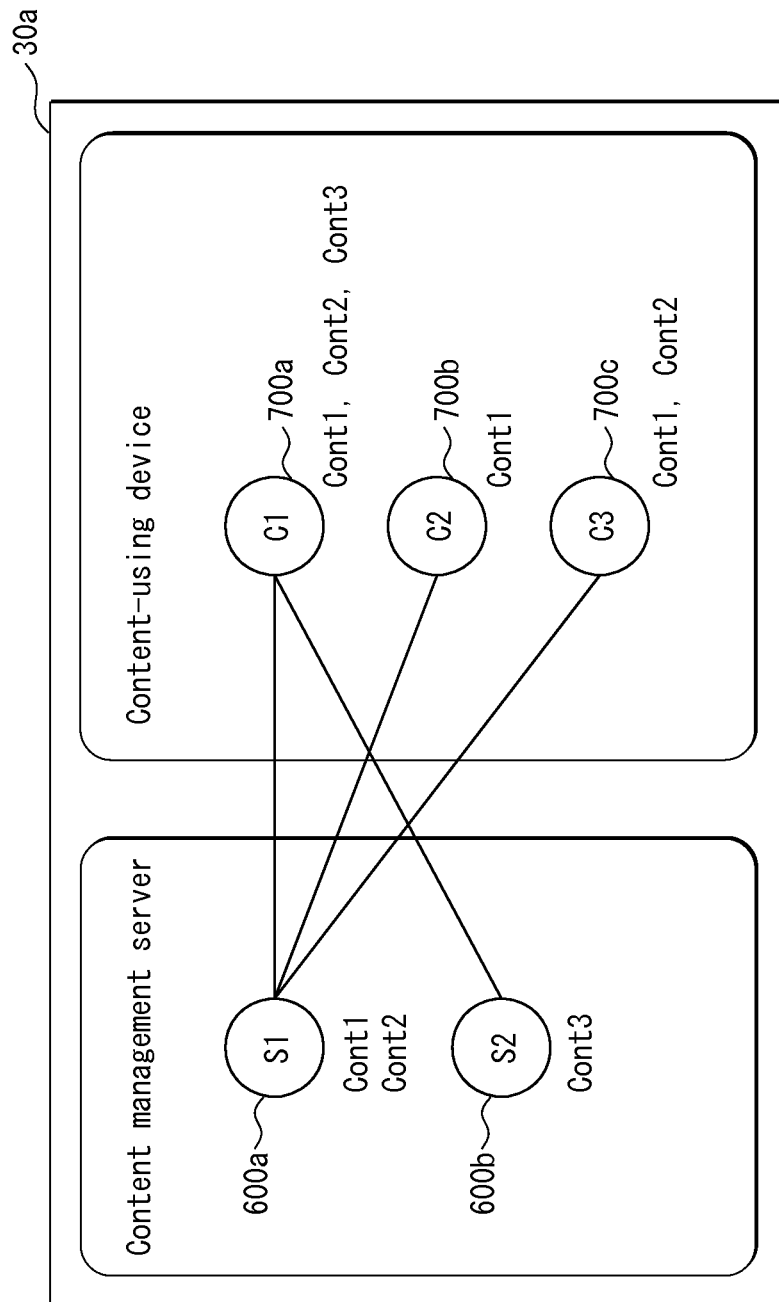 30a
Content management server
600a
S1
Cont1
Cont2
600b
S2
Cont3
Content-using device
C1
700a
Cont1, Cont2, Cont3
C2
700b
Cont1
C3
700c
Cont1, Cont2